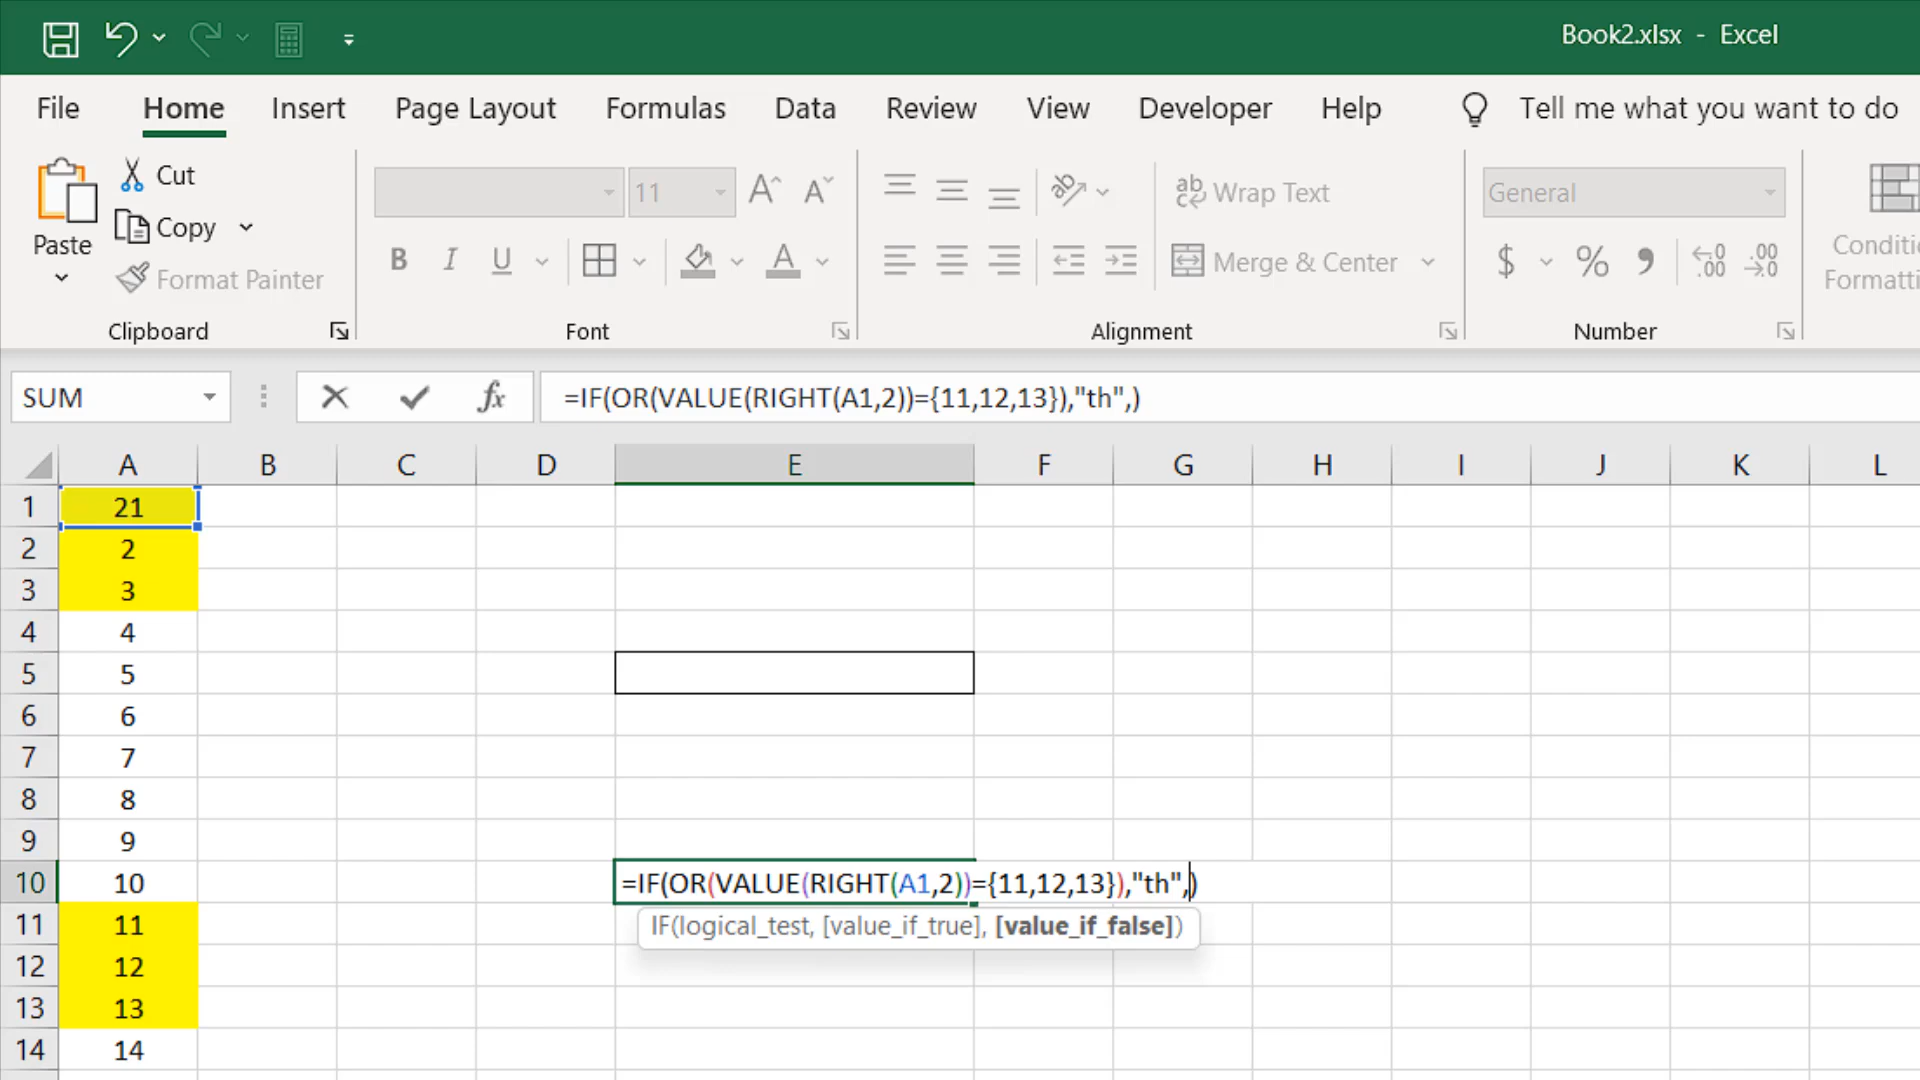 Book2.xlsx - Excel
File Home Insert Page Layout Formulas Data Review View Developer Help Tell me what you want to do
Paste
Cut
Copy
Format Painter
Clipboard
11
B I U A
Font
Wrap Text
Merge & Center
Alignment
General
$ % ,
Number
Conditic
Formatti
SUM
fx
=IF(OR(VALUE(RIGHT(A1,2))={11,12,13}),"th",)
A B C D E F G H I J K L
1 21
2 2
3 3
4 4
5 5
6 6
7 7
8 8
9 9
10 10 =IF(OR(VALUE(RIGHT(A1,2))={11,12,13}),"th",)
IF(logical_test, [value_if_true], [value_if_false])
11 11
12 12
13 13
14 14